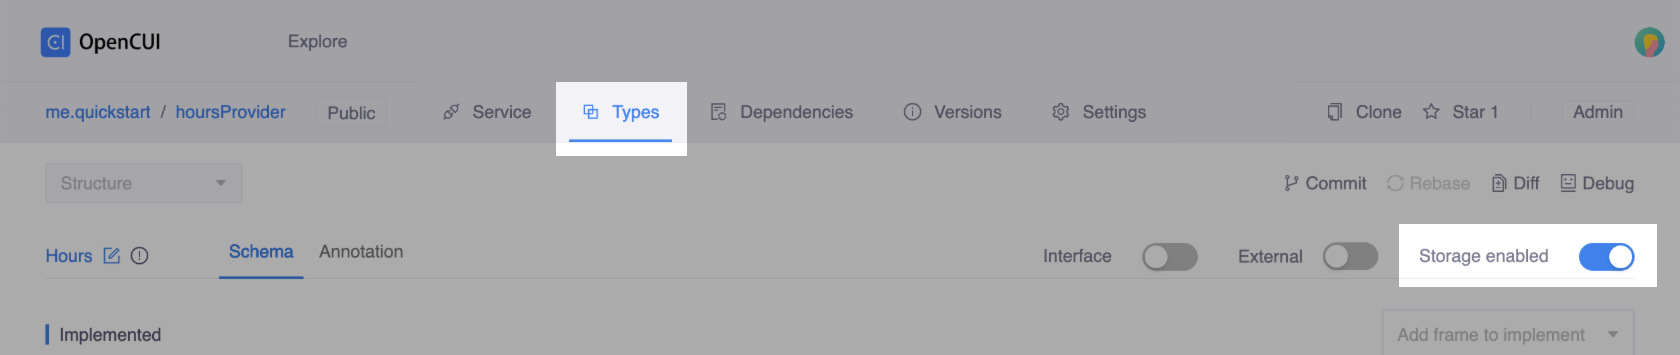 OpenCUI Explore
me.quickstart / hoursProvider Public Service Types Dependencies Versions Settings Clone Star 1 Admin
Structure Commit Rebase Diff Debug
Hours Schema Annotation Interface External Storage enabled
Implemented Add frame to implement